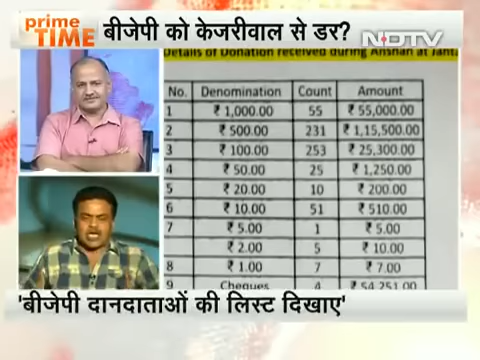 prime
TIME
बीजेपी को केजरीवाल से डर?
NDTV
Details of Donation received during Anshan at Janta
No. Denomination Count Amount
1 ₹ 1,000.00 55 ₹ 55,000.00
2 ₹ 500.00 231 ₹ 1,15,500.00
3 ₹ 100.00 253 ₹ 25,300.00
4 ₹ 50.00 25 ₹ 1,250.00
5 ₹ 20.00 10 ₹ 200.00
6 ₹ 10.00 51 ₹ 510.00
7 ₹ 5.00 1 ₹ 5.00
₹ 2.00 5 ₹ 10.00
8 ₹ 1.00 7 ₹ 7.00
9 Cheques 4 ₹ 54,251.00
'बीजेपी दानदाताओं की लिस्ट दिखाए'